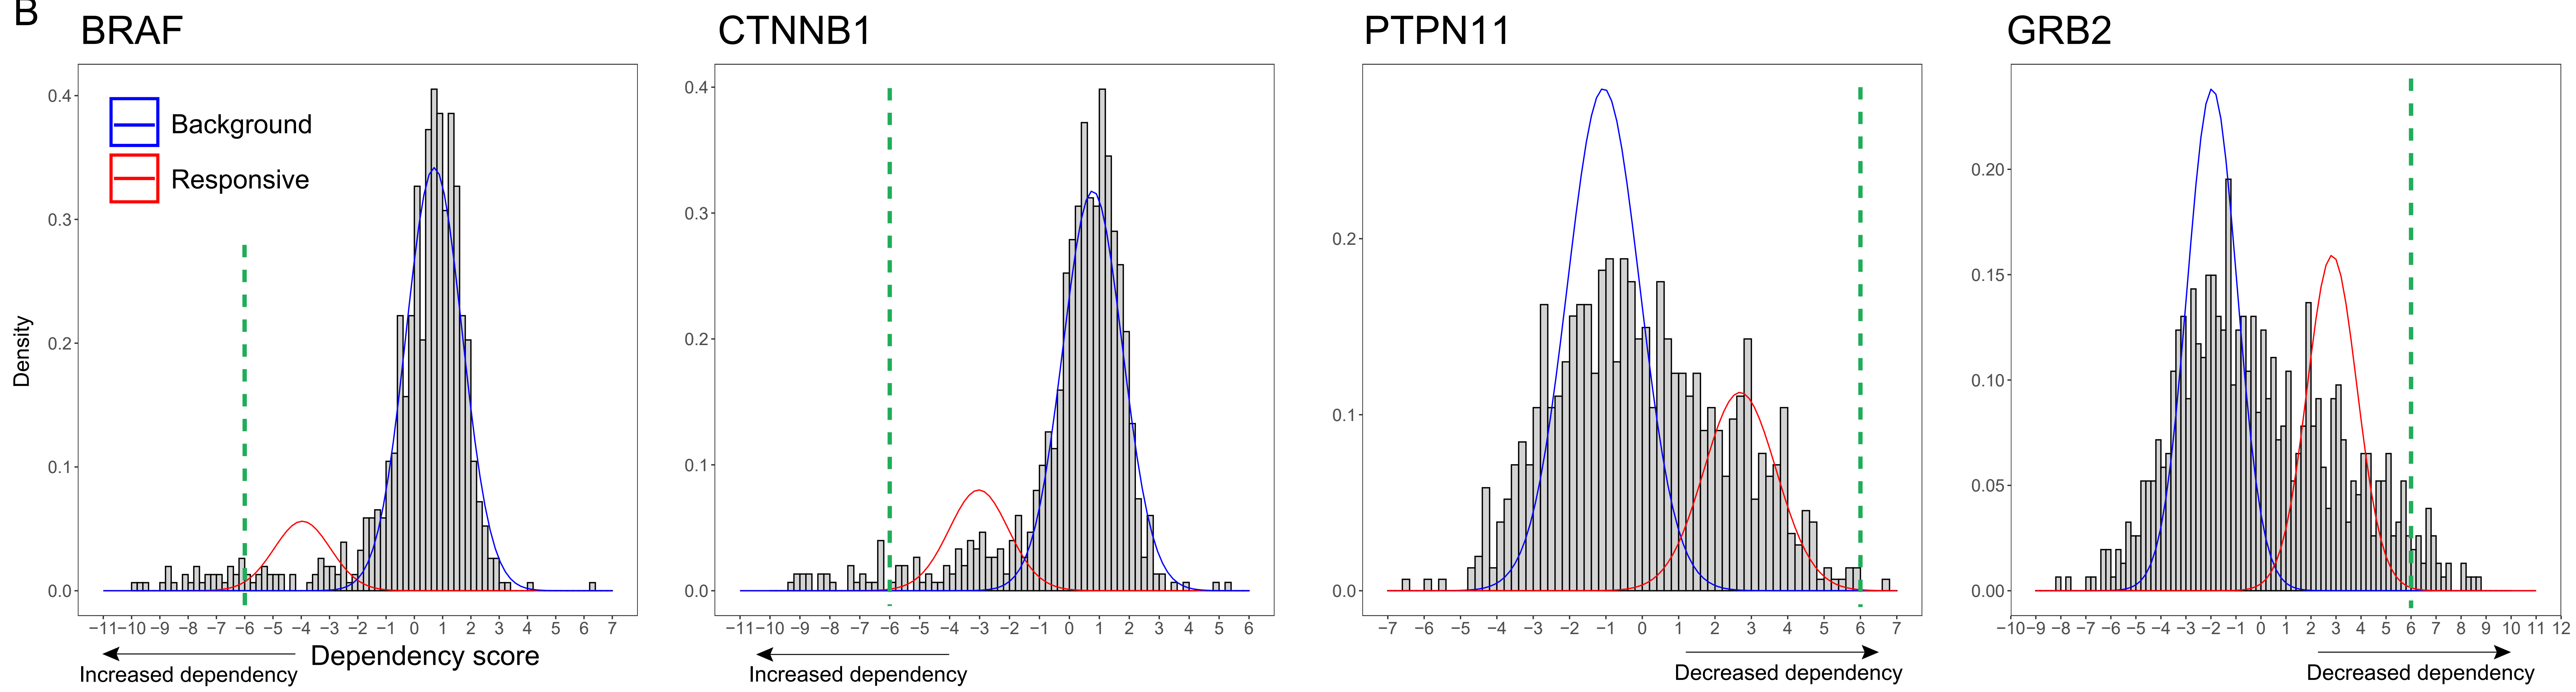 B
BRAF
CTNNB1
PTPN11
GRB2
Background
Responsive
Density
0.4
0.3
0.2
0.1
0.0
−11 −10 −9 −8 −7 −6 −5 −4 −3 −2 −1 0 1 2 3 4 5 6 7
Increased dependency
Dependency score
0.4
0.3
0.2
0.1
0.0
−11 −10 −9 −8 −7 −6 −5 −4 −3 −2 −1 0 1 2 3 4 5 6
Increased dependency
0.2
0.1
0.0
−7 −6 −5 −4 −3 −2 −1 0 1 2 3 4 5 6 7
Decreased dependency
0.20
0.15
0.10
0.05
0.00
−10 −9 −8 −7 −6 −5 −4 −3 −2 −1 0 1 2 3 4 5 6 7 8 9 10 11 12
Decreased dependency